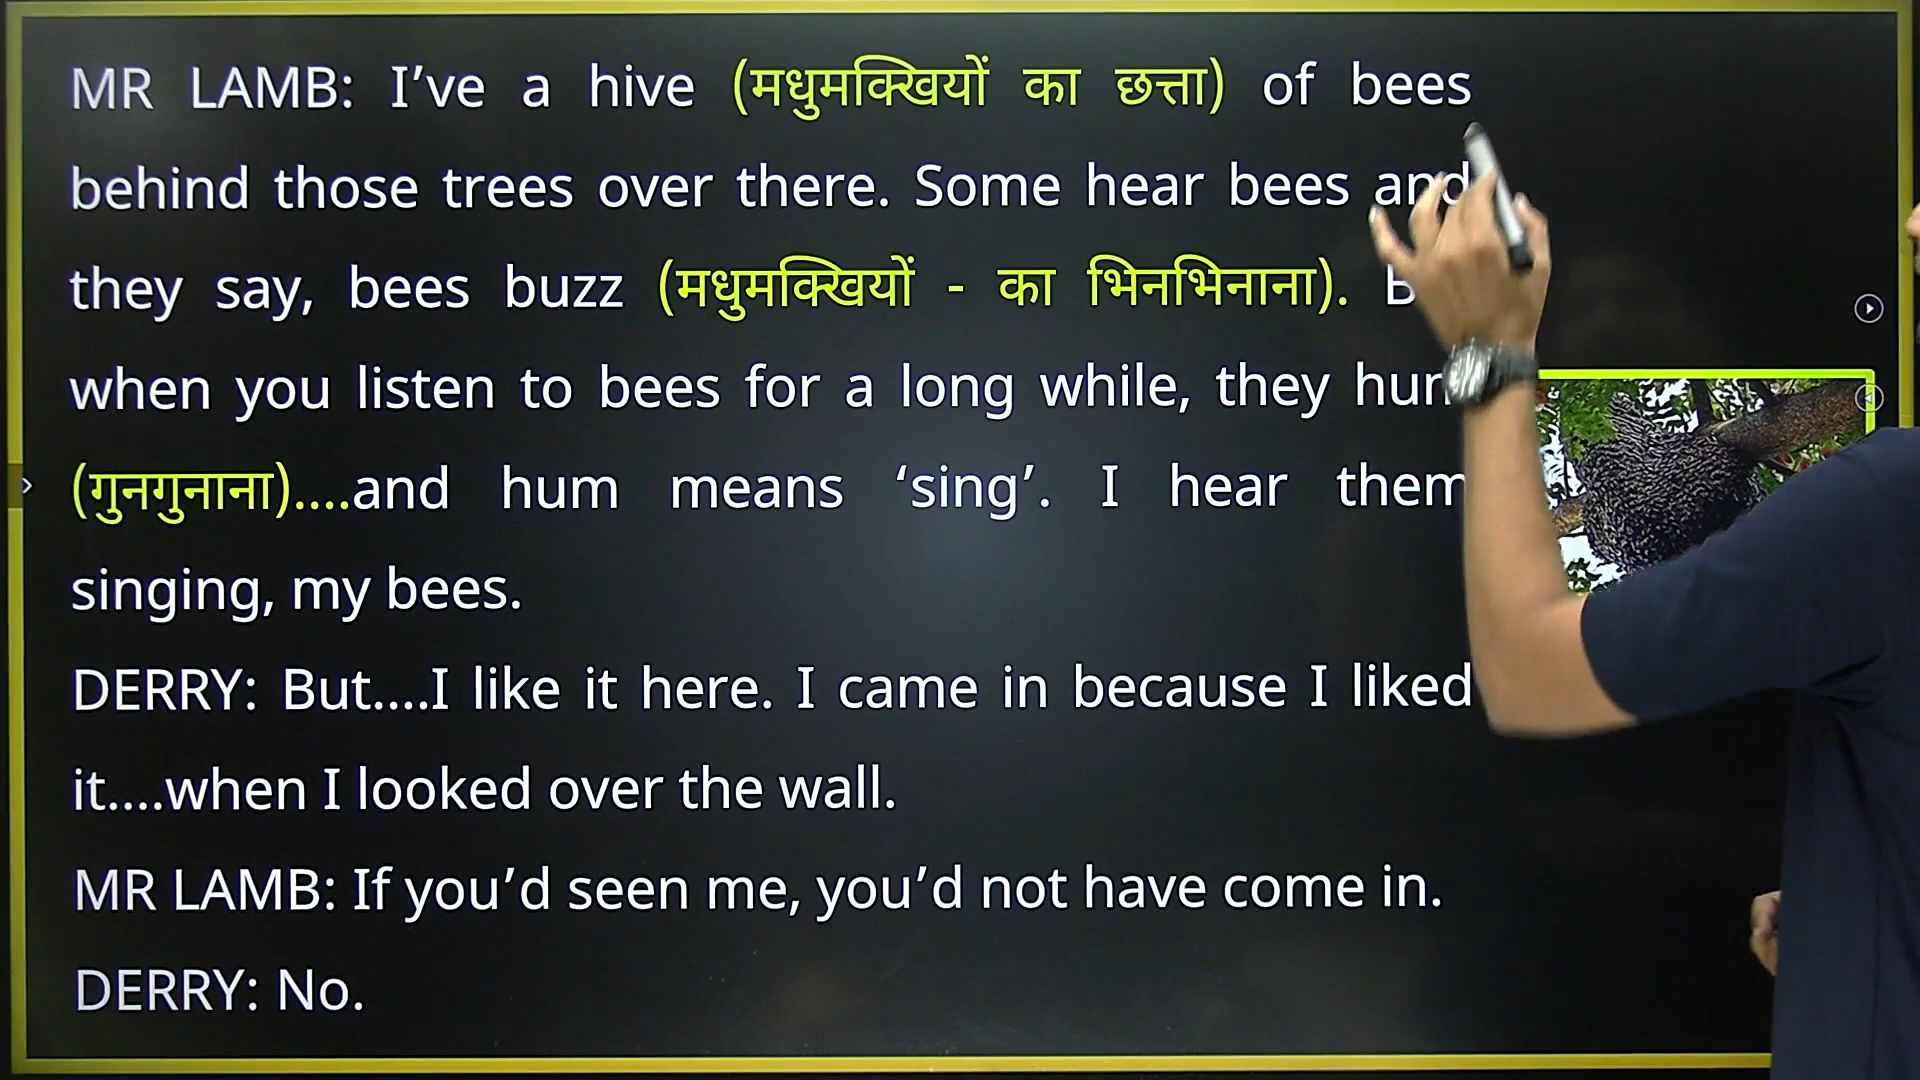 MR LAMB: I’ve a hive (मधुमक्खियों का छत्ता) of bees
behind those trees over there. Some hear bees and
they say, bees buzz (मधुमक्खियों - का भिनभिनाना).
when you listen to bees for a long while, they hum
(गुनगुनाना)....and hum means ‘sing’. I hear them
singing, my bees.
DERRY: But....I like it here. I came in because I liked
it....when I looked over the wall.
MR LAMB: If you’d seen me, you’d not have come in.
DERRY: No.